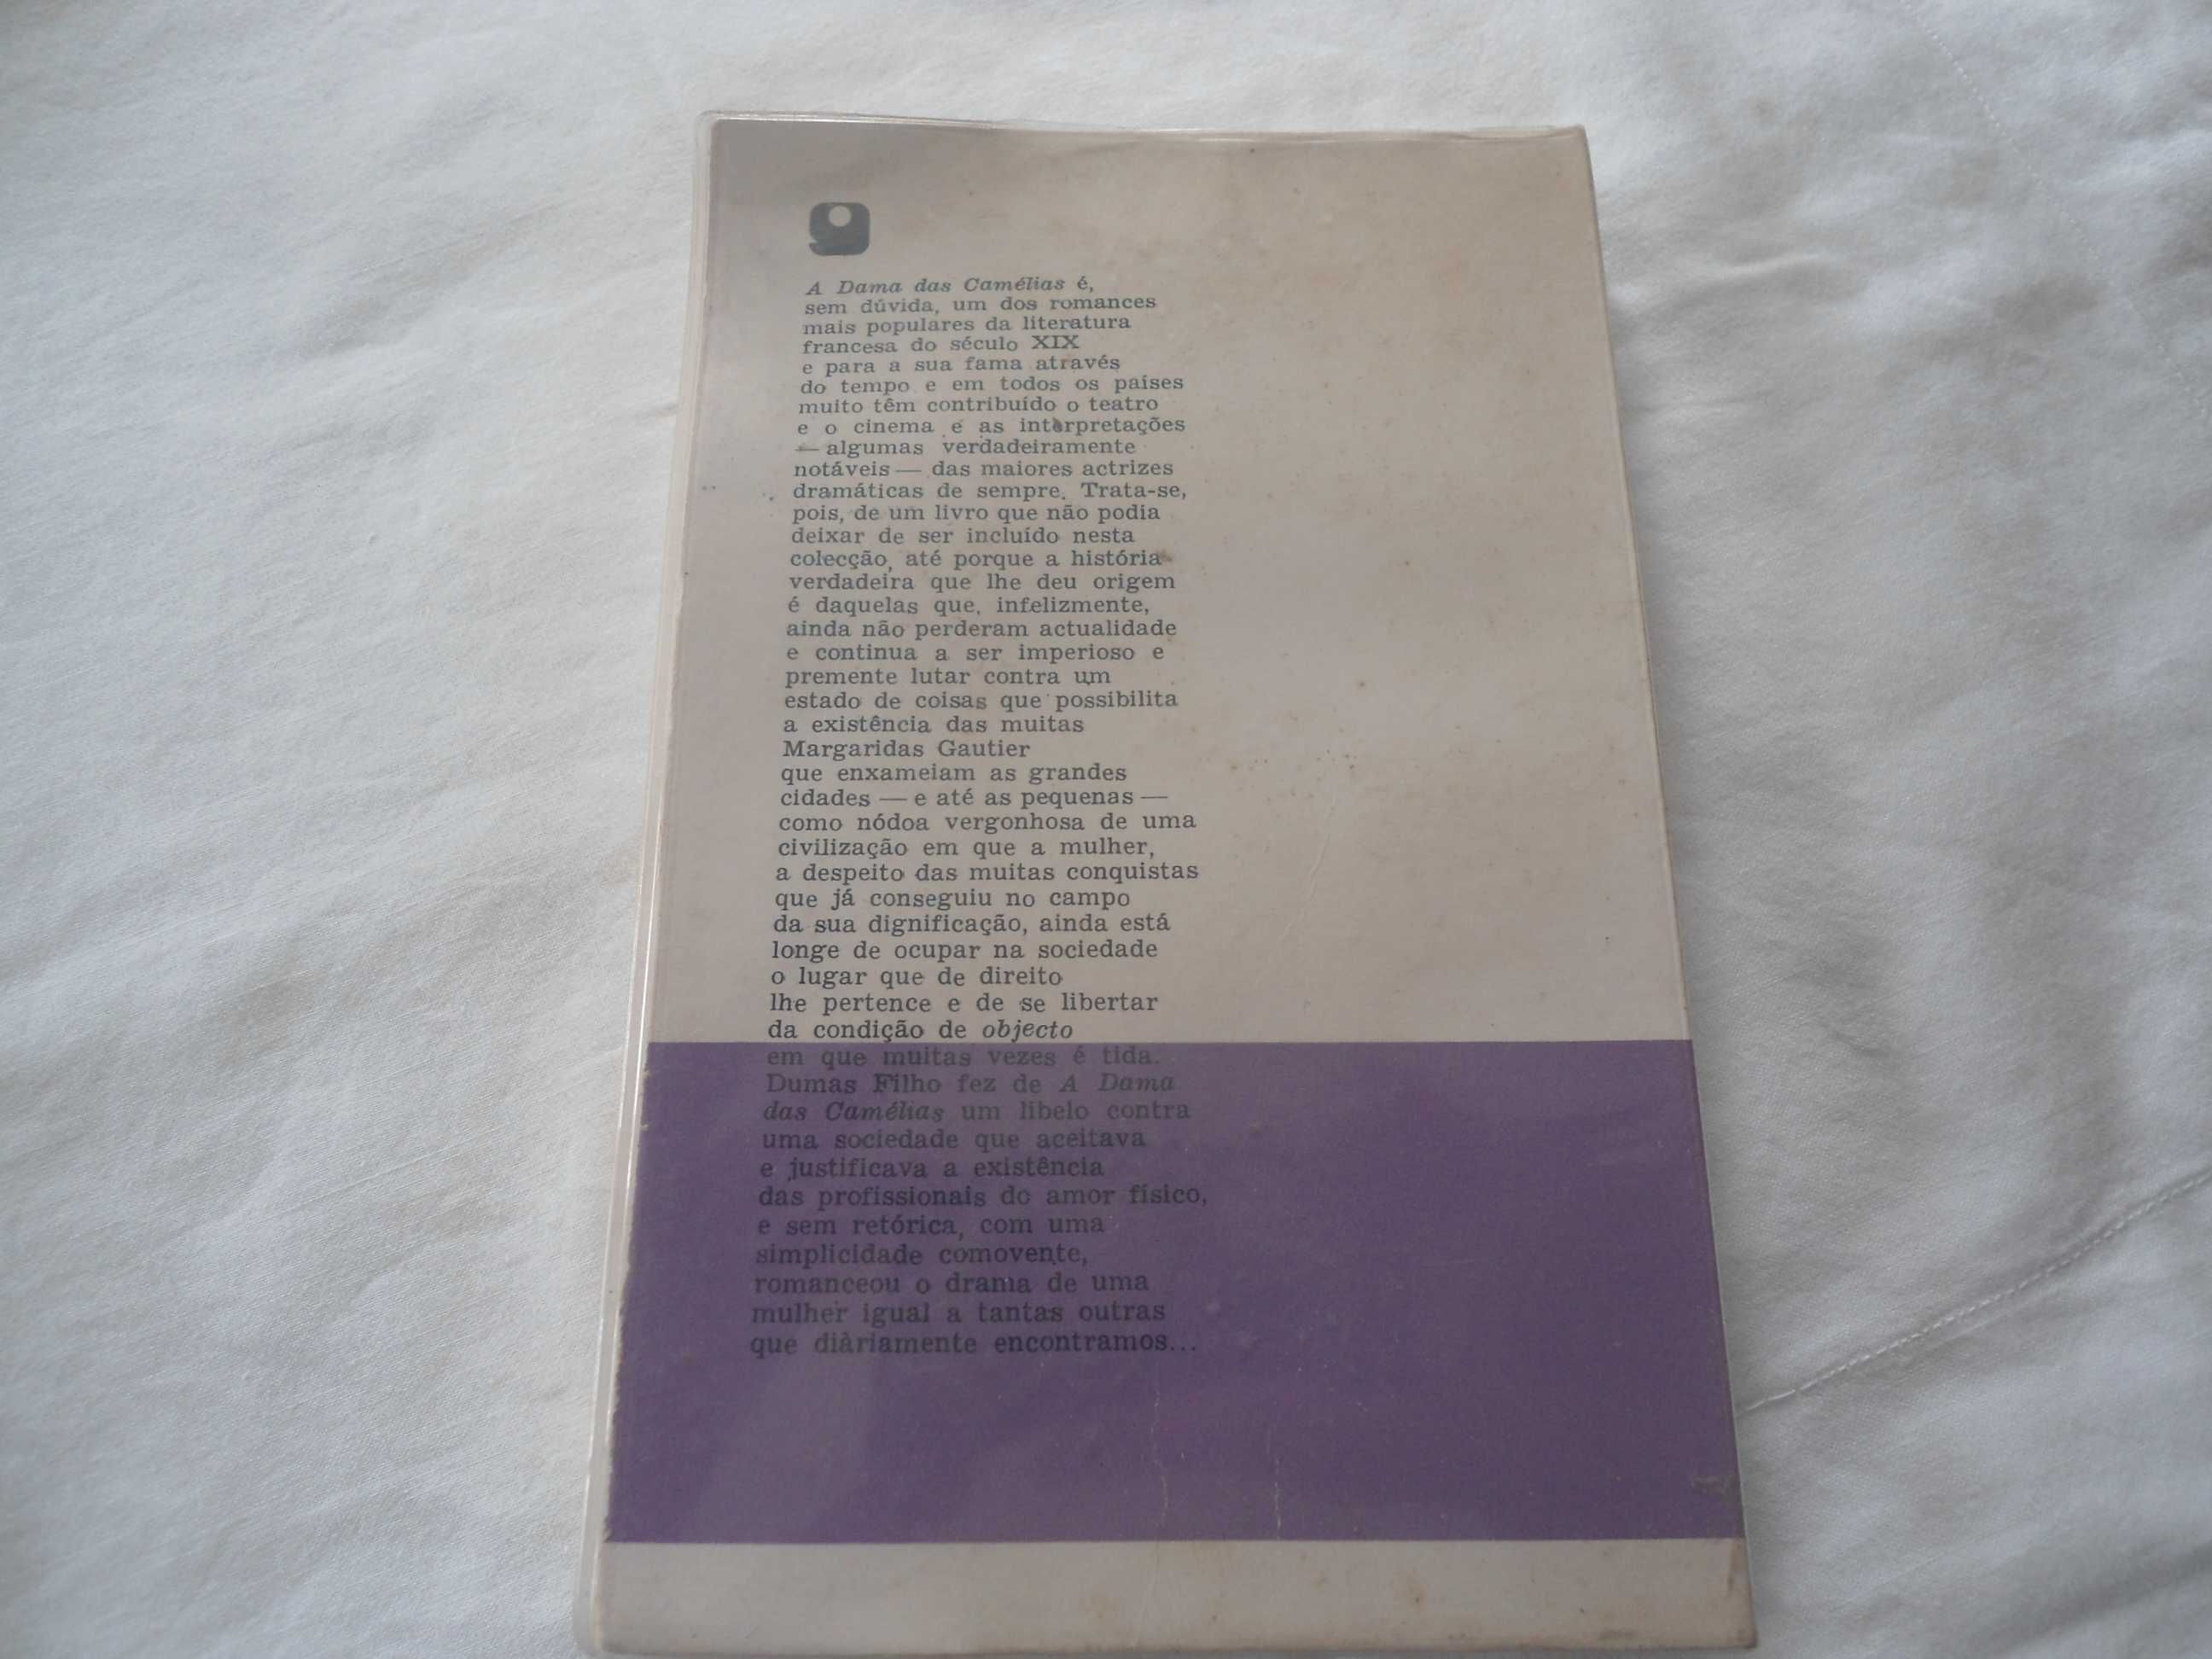 A Dama das Camélias é,
sem dúvida, um dos romances
mais populares da literatura
francesa do século XIX
e para a sua fama através
do tempo e em todos os países
muito têm contribuído o teatro
e o cinema e as interpretações
— algumas verdadeiramente
notáveis — das maiores actrizes
dramáticas de sempre. Trata-se,
pois, de um livro que não podia
deixar de ser incluído nesta
colecção, até porque a história
verdadeira que lhe deu origem
é daquelas que, infelizmente,
ainda não perderam actualidade
e continua a ser imperioso e
premente lutar contra um
estado de coisas que possibilita
a existência das muitas
Margaridas Gautier
que enxameiam as grandes
cidades — e até as pequenas —
como nódoa vergonhosa de uma
civilização em que a mulher,
a despeito das muitas conquistas
que já conseguiu no campo
da sua dignificação, ainda está
longe de ocupar na sociedade
o lugar que de direito
lhe pertence e de se libertar
da condição de objecto
em que muitas vezes é tida.
Dumas Filho fez de A Dama
das Camélias um libelo contra
uma sociedade que aceitava
e justificava a existência
das profissionais do amor físico,
e sem retórica, com uma
simplicidade comovente,
romanceou o drama de uma
mulher igual a tantas outras
que diàriamente encontramos...